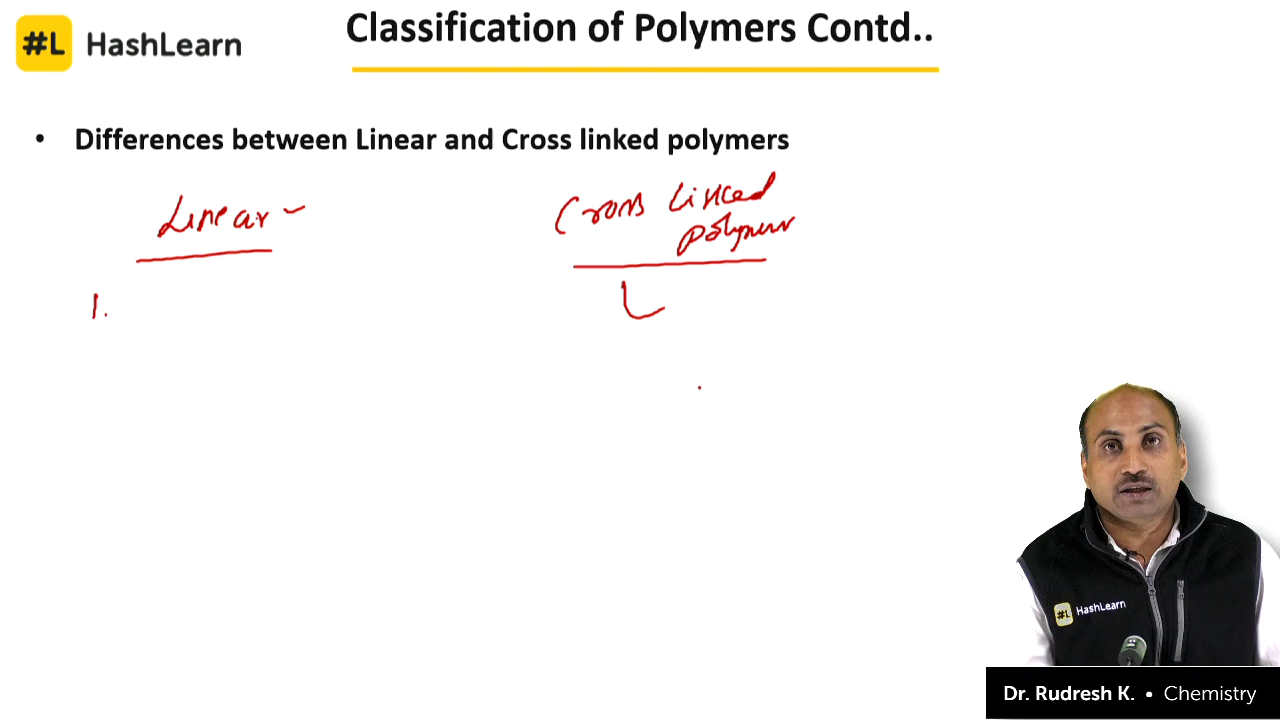 #L HashLearn
Classification of Polymers Contd..
• Differences between Linear and Cross linked polymers
Linear
Cross Linked
polymer
1.
#L HashLearn
Dr. Rudresh K. • Chemistry